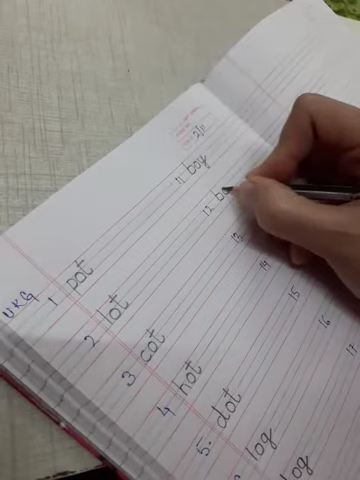 UKG
1 pot
2 lot
3 cot
4 hot
5. dot
log
log
11 boy
12 bo
13
14
15
16
17